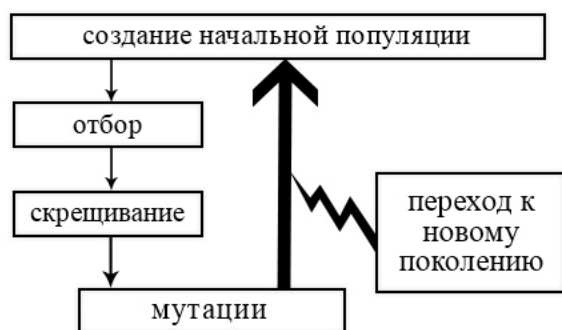 создание начальной популяции
отбор
скрещивание
мутации
переход к
новому
поколению